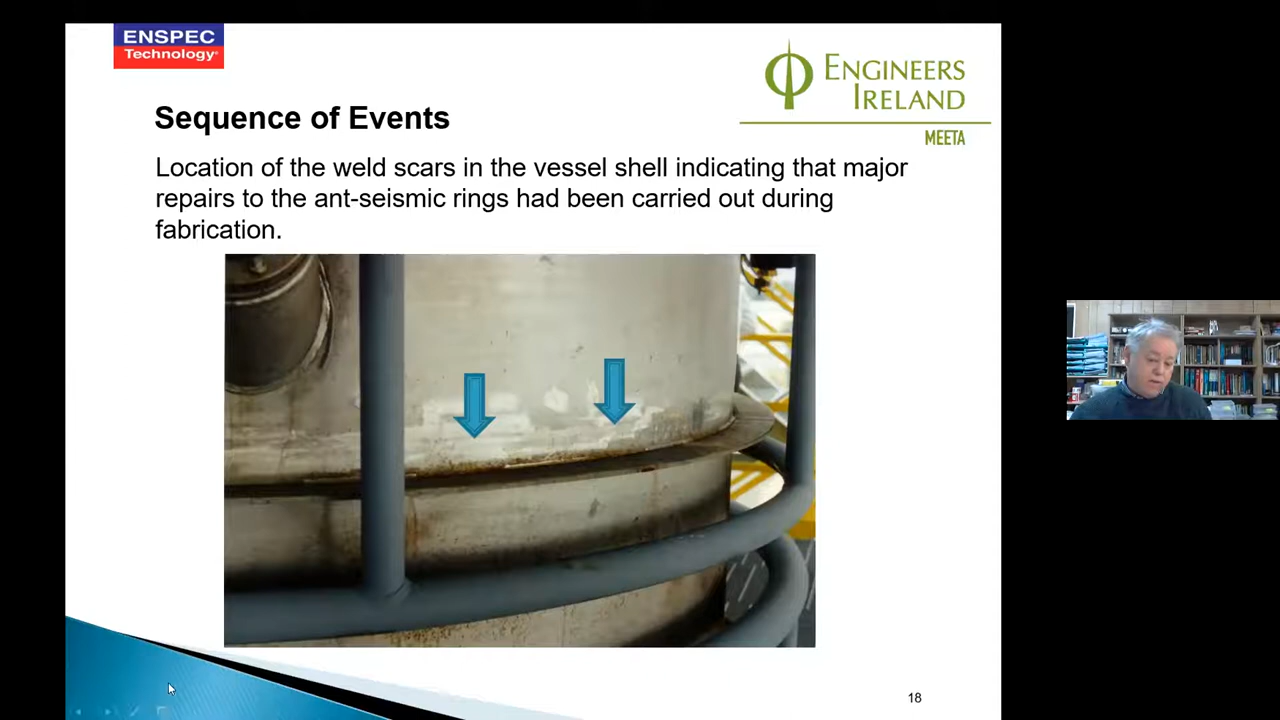 ENSPEC
Technology
ENGINEERS
IRELAND
MEETA
Sequence of Events
Location of the weld scars in the vessel shell indicating that major
repairs to the ant-seismic rings had been carried out during
fabrication.
18